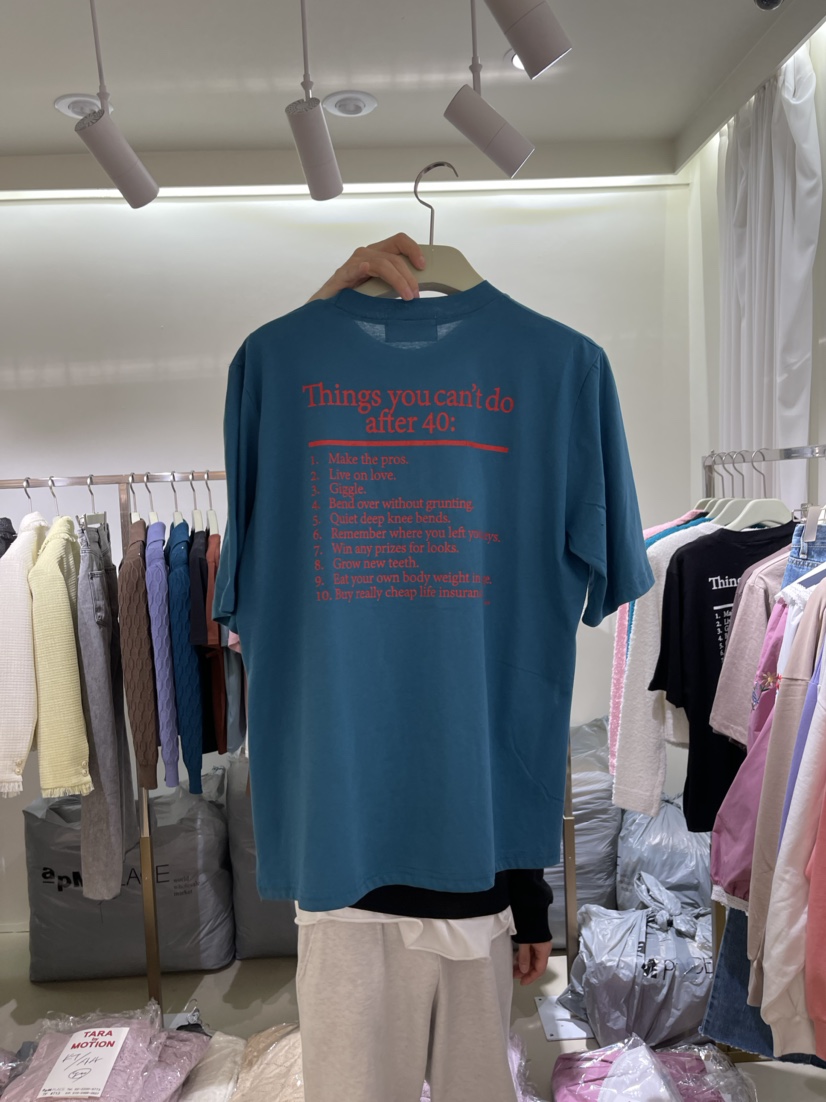 Things you can't do
after 40:
1. Make the pros.
2. Live on love.
3. Giggle.
4. Bend over without grunting.
5. Quiet deep knee bends.
6. Remember where you left
7. Win any prizes for looks.
8. Grow new teeth.
9. Eat your own body weight in
10. Buy really cheap life
TARA
by
MOTION